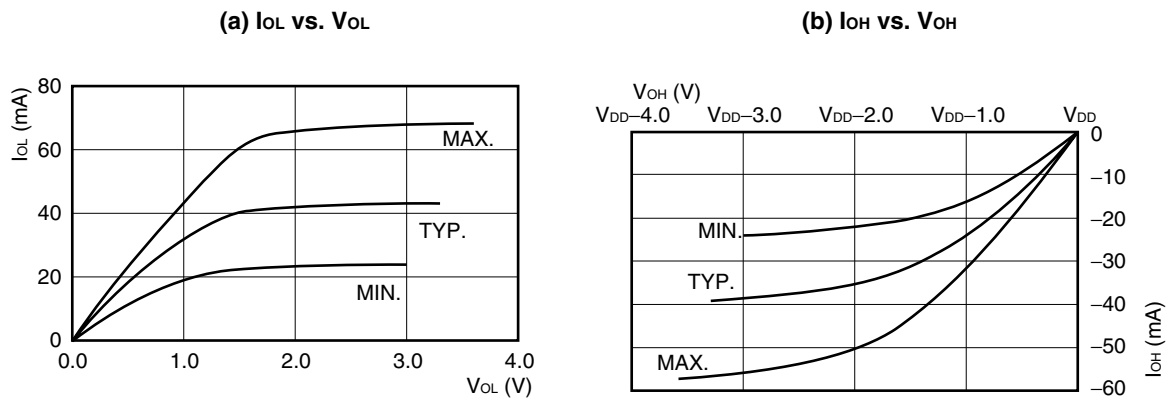 (a) IOL vs. VOL
IOL (mA)
80
60
40
20
0
0.0 1.0 2.0 3.0 4.0
VOL (V)
MAX.
TYP.
MIN.
(b) IOH vs. VOH
VOH (V)
VDD−4.0 VDD−3.0 VDD−2.0 VDD−1.0 VDD
0
−10
−20
−30
−40
−50
−60
IOH (mA)
MIN.
TYP.
MAX.